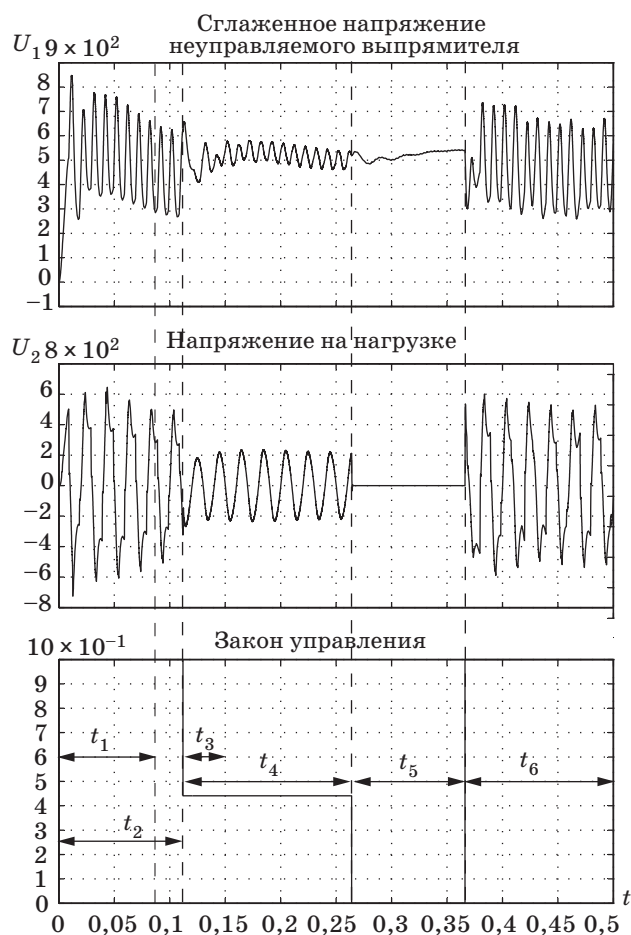 Сглаженное напряжение
неуправляемого выпрямителя
U₁ 9 × 10²
8
7
6
5
4
3
2
1
0
−1
Напряжение на нагрузке
U₂ 8 × 10²
6
4
2
0
−2
−4
−6
−8
Закон управления
10 × 10⁻¹
9
8
7
6
5
4
3
2
1
0
t₁
t₃
t₄
t₅
t₆
t₂
0 0,05 0,1 0,15 0,2 0,25 0,3 0,35 0,4 0,45 0,5
t